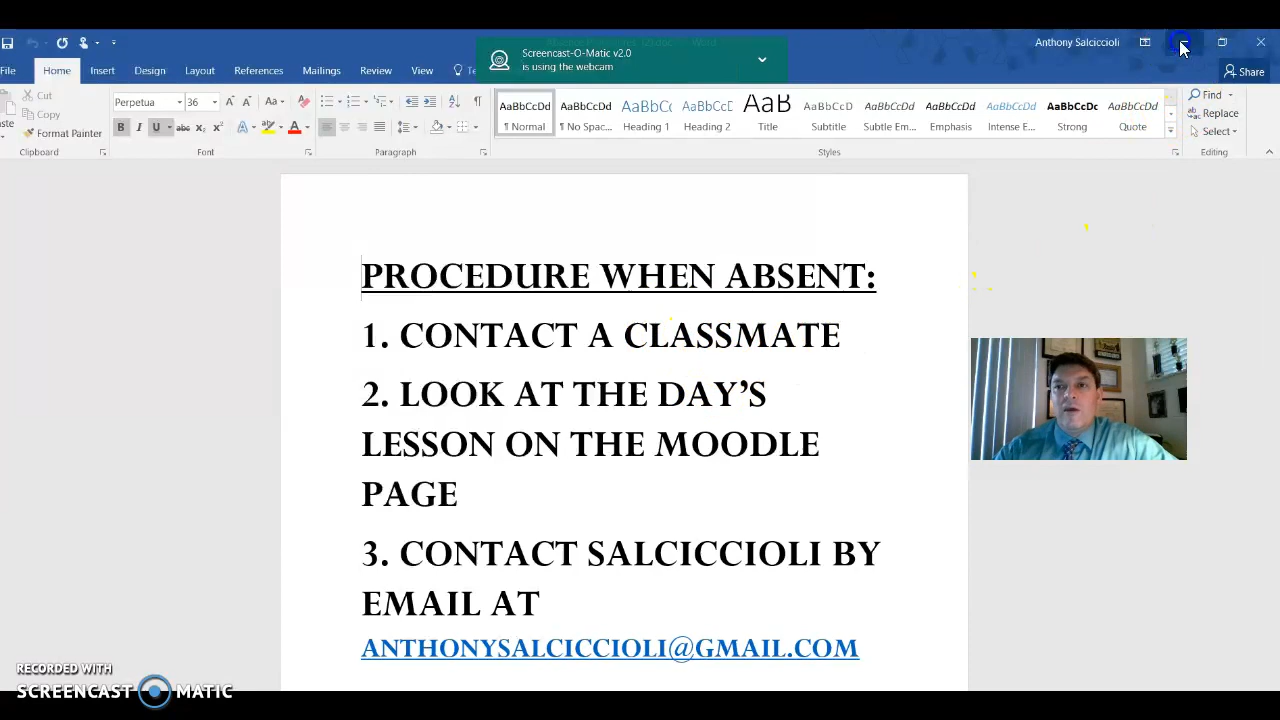 Screencast-O-Matic v2.0
is using the webcam
Anthony Salciccioli
File Home Insert Design Layout References Mailings Review View Share
Cut
Copy
Format Painter
Clipboard
Perpetua 36
Font
Paragraph
AaBbCcDd AaBbCcDd AaBbCc AaBbCcD AaB AaBbCcD AaBbCcDd AaBbCcDd AaBbCcDd AaBbCcDc AaBbCcDd
¶ Normal ¶ No Spac... Heading 1 Heading 2 Title Subtitle Subtle Em... Emphasis Intense E... Strong Quote
Styles
Find
Replace
Select
Editing
PROCEDURE WHEN ABSENT:
1. CONTACT A CLASSMATE
2. LOOK AT THE DAY’S
LESSON ON THE MOODLE
PAGE
3. CONTACT SALCICCIOLI BY
EMAIL AT
ANTHONYSALCICCIOLI@GMAIL.COM
RECORDED WITH
SCREENCAST MATIC